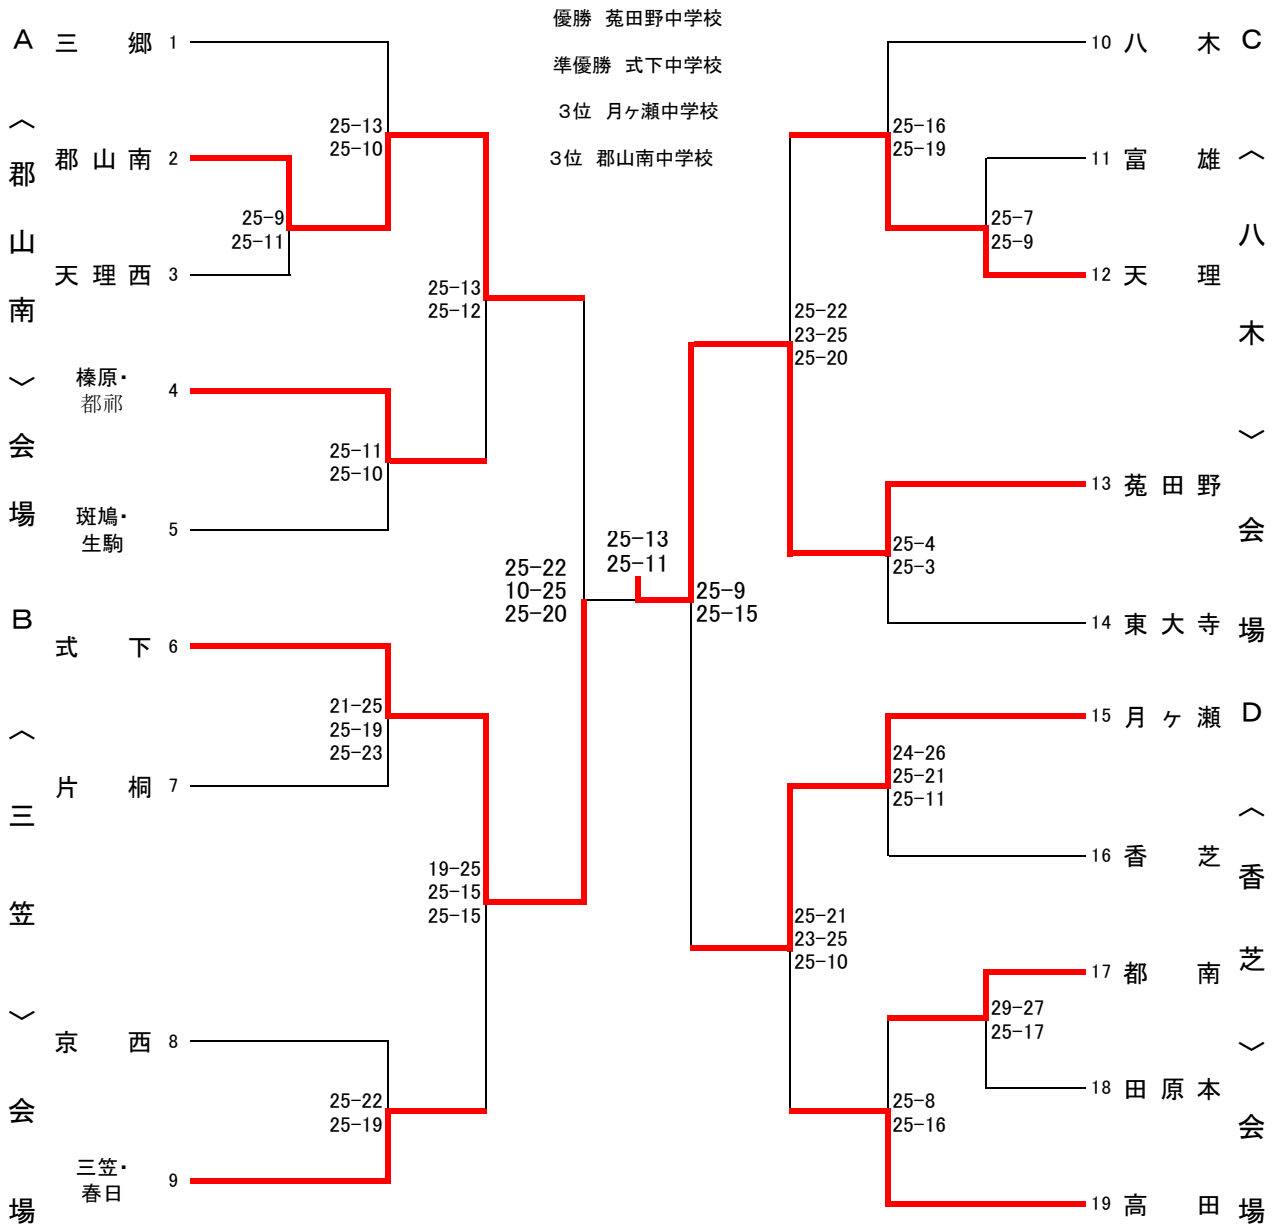 優勝 菟田野中学校
準優勝 式下中学校
３位 月ヶ瀬中学校
３位 郡山南中学校
A 〈郡山南〉会場
三郷 1
郡山南 2
天理西 3
榛原・
都祁 4
斑鳩・
生駒 5
25-13
25-10
25-9
25-11
25-13
25-12
25-11
25-10
B 〈三笠〉会場
式下 6
片桐 7
京西 8
三笠・
春日 9
21-25
25-19
25-23
19-25
25-15
25-15
25-22
25-19
25-22
10-25
25-20
25-13
25-11
25-9
25-15
C 〈八木〉会場
10 八木
11 富雄
12 天理
13 菟田野
14 東大寺
25-16
25-19
25-7
25-9
25-22
23-25
25-20
25-4
25-3
D 〈香芝〉会場
15 月ヶ瀬
16 香芝
17 都南
18 田原本
19 高田
24-26
25-21
25-11
25-21
23-25
25-10
29-27
25-17
25-8
25-16